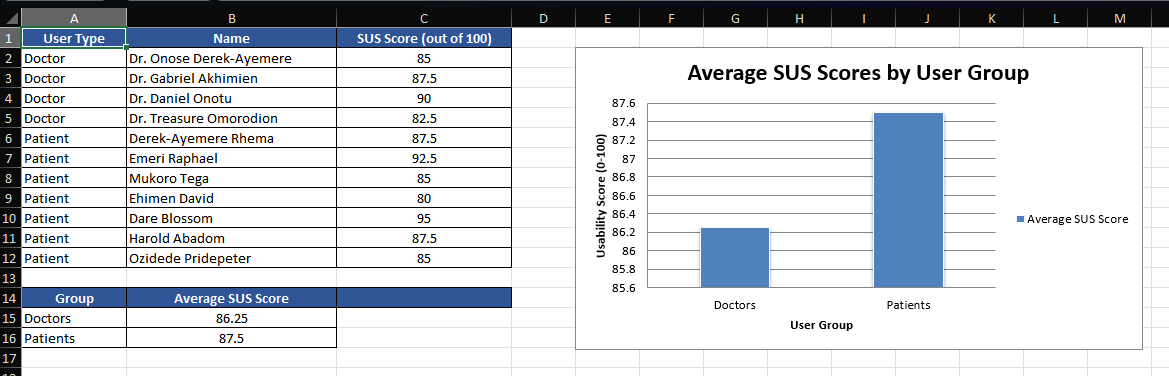 A B C D E F G H I J K L M
1 User Type Name SUS Score (out of 100)
2 Doctor Dr. Onose Derek-Ayemere 85
3 Doctor Dr. Gabriel Akhimien 87.5
4 Doctor Dr. Daniel Onotu 90
5 Doctor Dr. Treasure Omorodion 82.5
6 Patient Derek-Ayemere Rhema 87.5
7 Patient Emeri Raphael 92.5
8 Patient Mukoro Tega 85
9 Patient Ehimen David 80
10 Patient Dare Blossom 95
11 Patient Harold Abadom 87.5
12 Patient Ozidede Pridepeter 85
13
14 Group Average SUS Score
15 Doctors 86.25
16 Patients 87.5
17
Average SUS Scores by User Group
Usability Score (0-100)
87.6
87.4
87.2
87
86.8
86.6
86.4
86.2
86
85.8
85.6
Doctors Patients
User Group
Average SUS Score